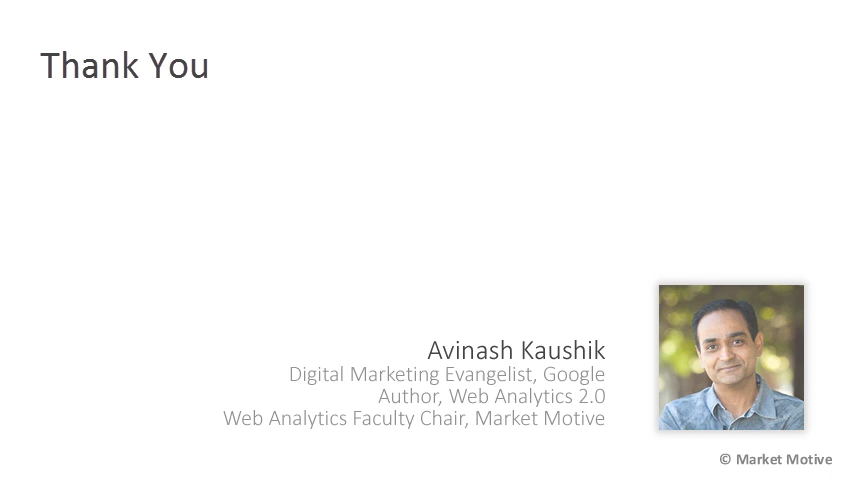 Thank You
Avinash Kaushik
Digital Marketing Evangelist, Google
Author, Web Analytics 2.0
Web Analytics Faculty Chair, Market Motive
© Market Motive